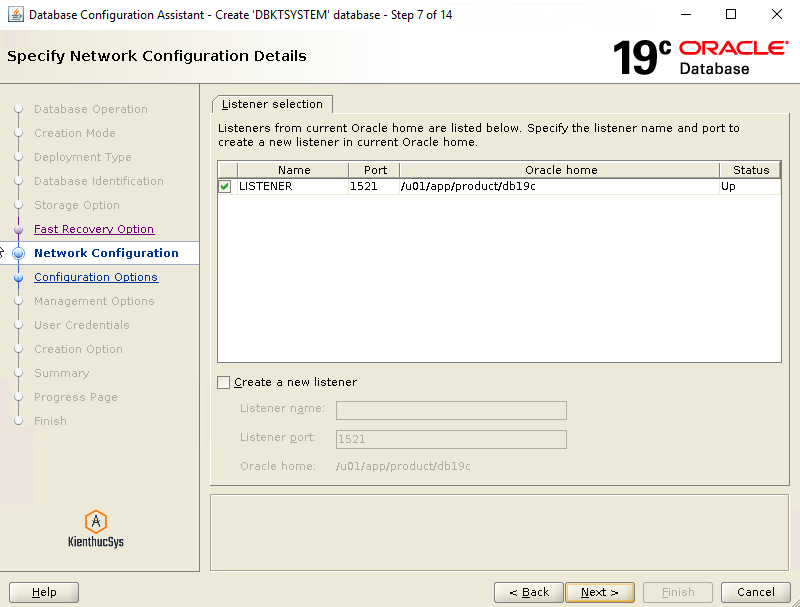 Database Configuration Assistant - Create 'DBKTSYSTEM' database - Step 7 of 14
Specify Network Configuration Details
19c ORACLE
Database
Database Operation
Creation Mode
Deployment Type
Database Identification
Storage Option
Fast Recovery Option
Network Configuration
Configuration Options
Management Options
User Credentials
Creation Option
Summary
Progress Page
Finish
KienthucSys
Listener selection
Listeners from current Oracle home are listed below. Specify the listener name and port to
create a new listener in current Oracle home.
Name Port Oracle home Status
LISTENER 1521 /u01/app/product/db19c Up
Create a new listener
Listener name:
Listener port: 1521
Oracle home: /u01/app/product/db19c
Help < Back Next > Finish Cancel